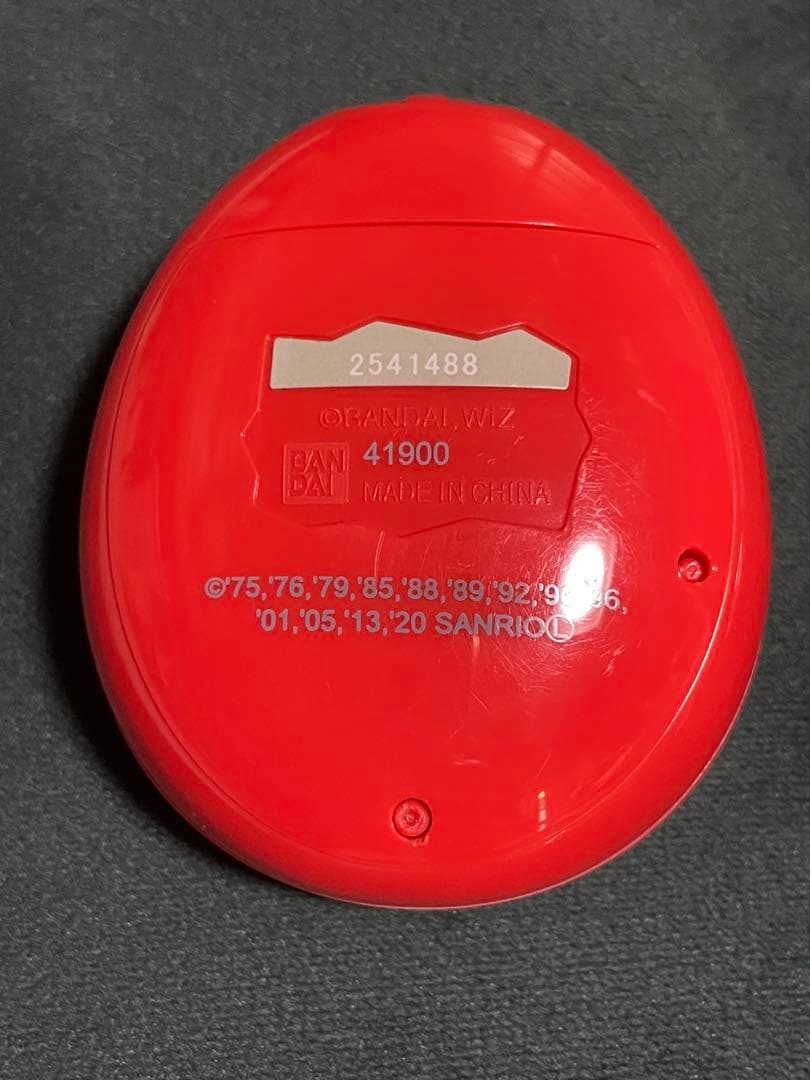 2541488
©BANDAI, WiZ
BAN
DAI
41900
MADE IN CHINA
©'75,'76,'79,'85,'88,'89,'92,'96,
'01,'05,'13,'20 SANRIOⓁ